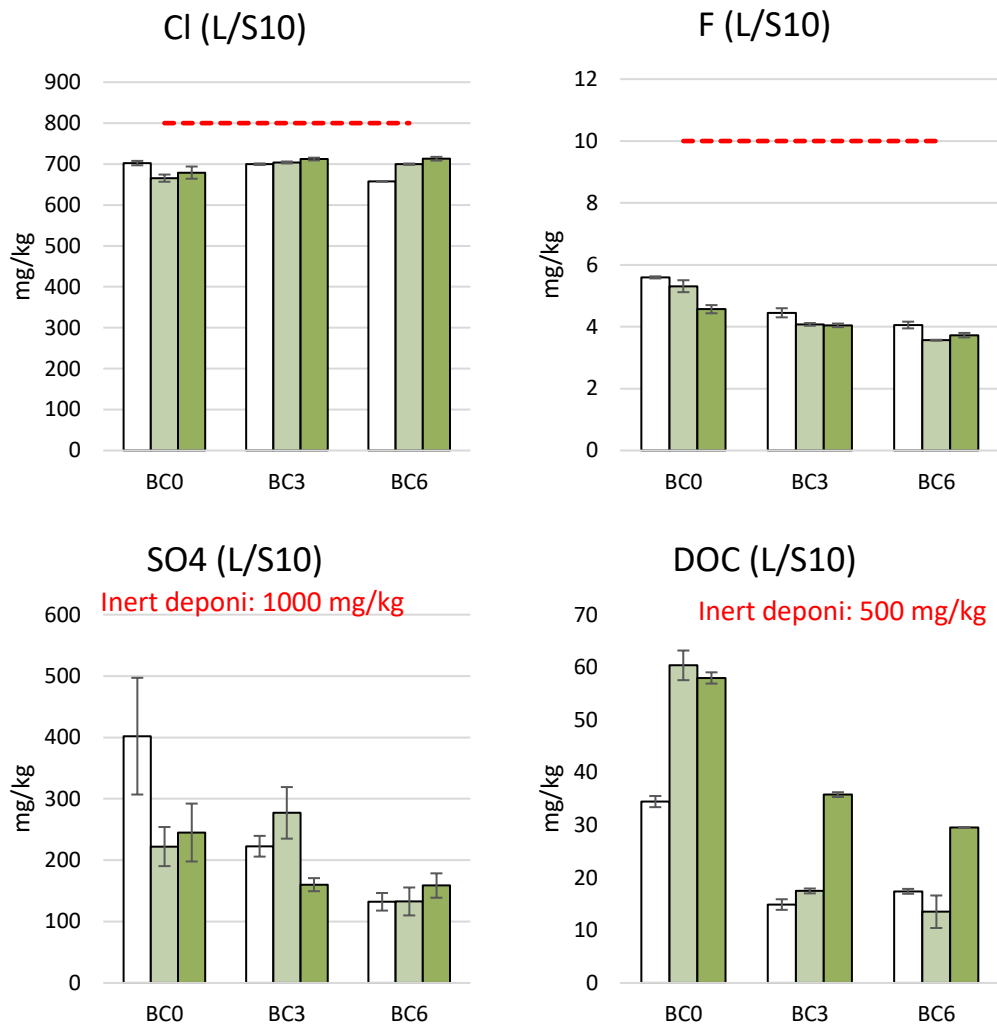 Cl (L/S10)
900
800
700
600
500
400
300
200
100
0
mg/kg
BC0 BC3 BC6
F (L/S10)
12
10
8
6
4
2
0
mg/kg
BC0 BC3 BC6
SO4 (L/S10)
Inert deponi: 1000 mg/kg
600
500
400
300
200
100
0
mg/kg
BC0 BC3 BC6
DOC (L/S10)
Inert deponi: 500 mg/kg
70
60
50
40
30
20
10
0
mg/kg
BC0 BC3 BC6